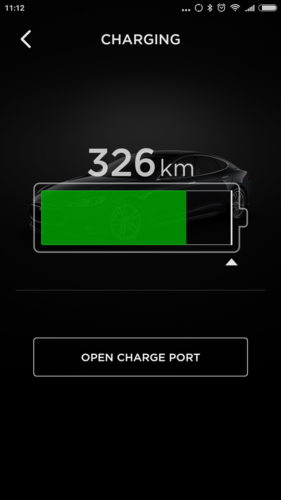 11:12
CHARGING
326 km
OPEN CHARGE PORT